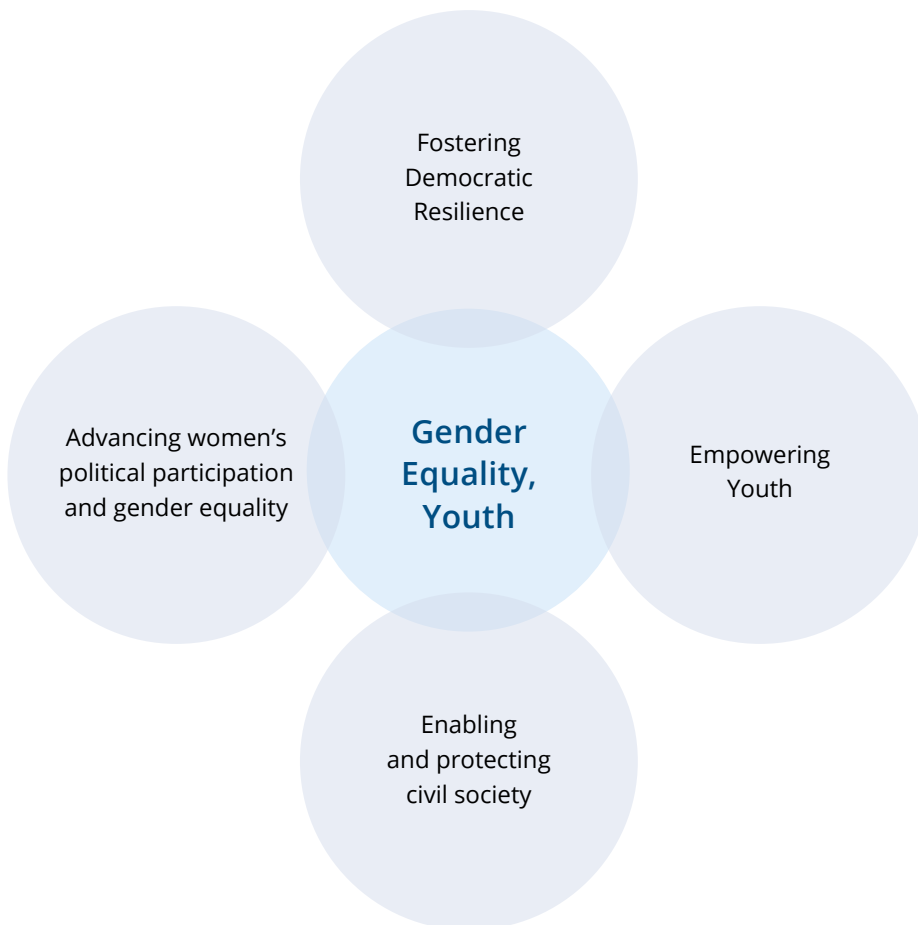 Fostering
Democratic
Resilience
Advancing women’s
political participation
and gender equality
Gender
Equality,
Youth
Empowering
Youth
Enabling
and protecting
civil society